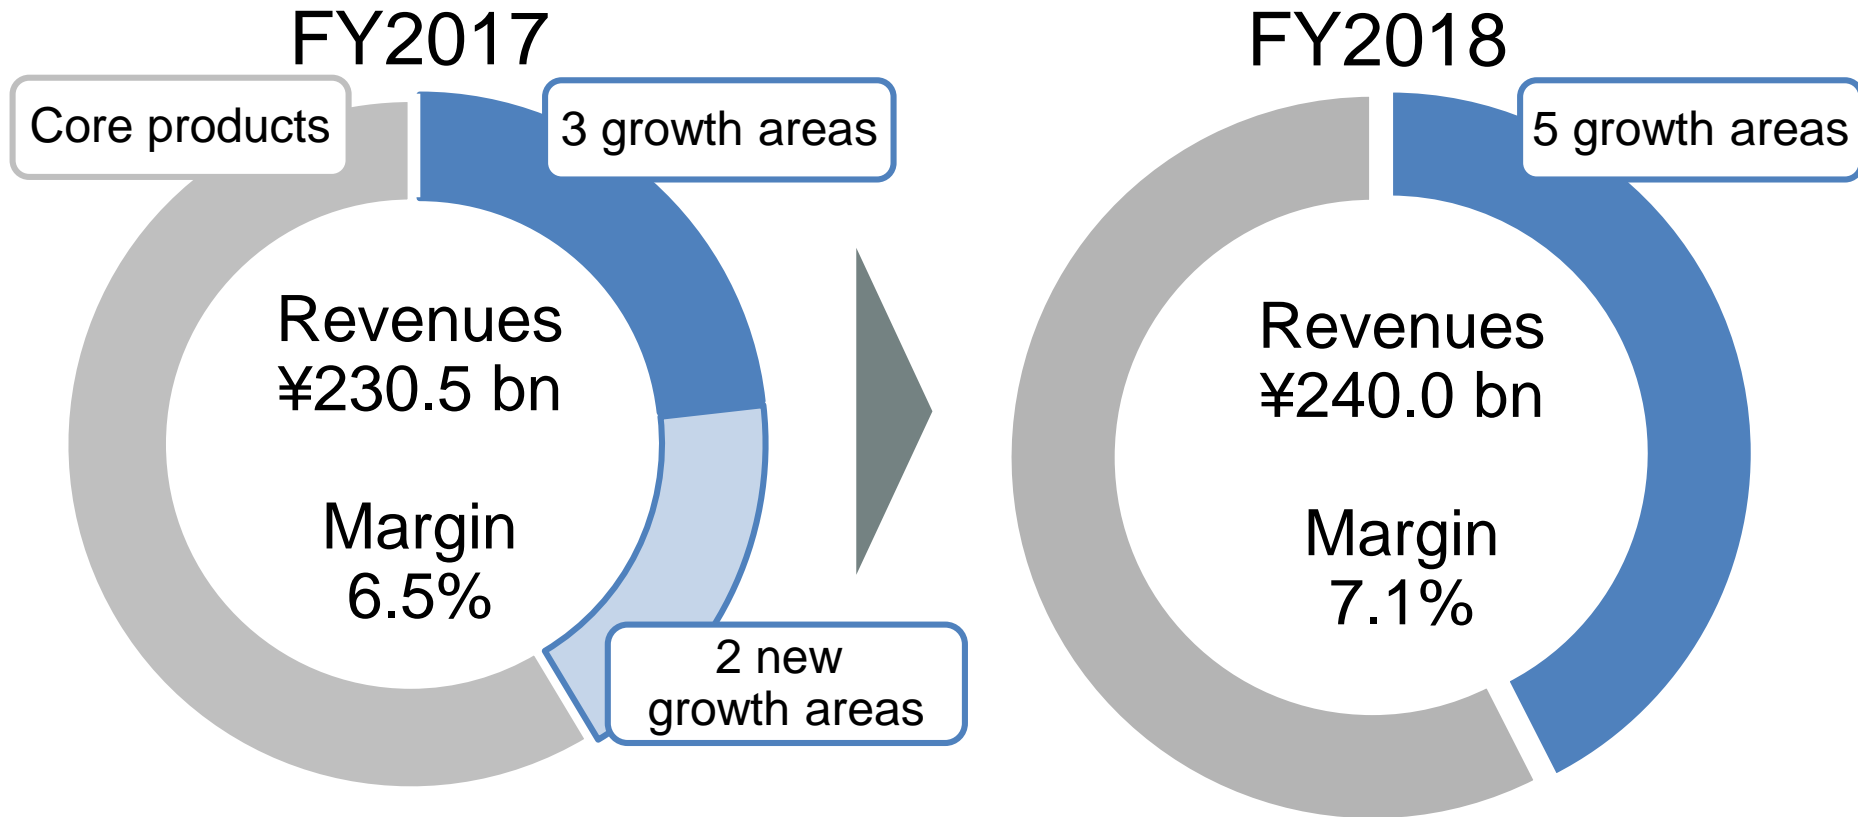 FY2017
Core products
3 growth areas
Revenues
¥230.5 bn
Margin
6.5%
2 new
growth areas
FY2018
5 growth areas
Revenues
¥240.0 bn
Margin
7.1%